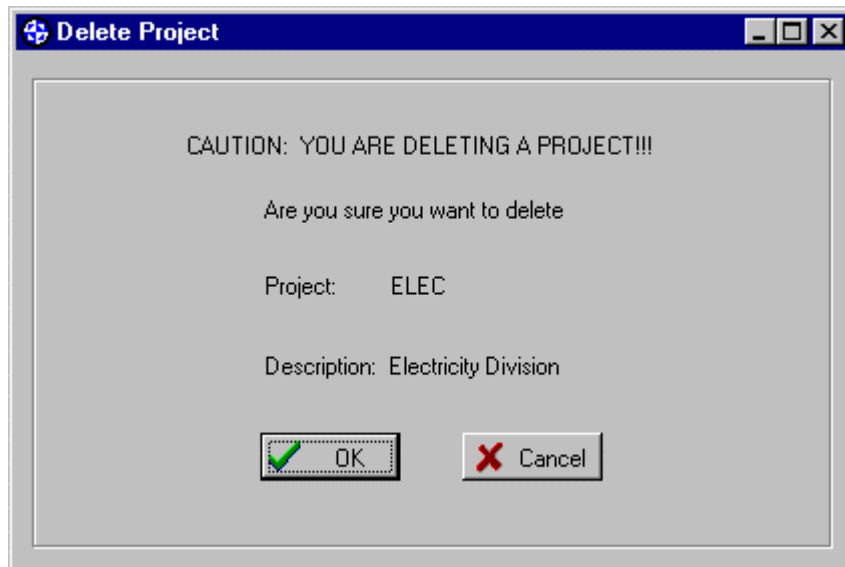 Delete Project
CAUTION: YOU ARE DELETING A PROJECT!!!
Are you sure you want to delete
Project: ELEC
Description: Electricity Division
OK Cancel